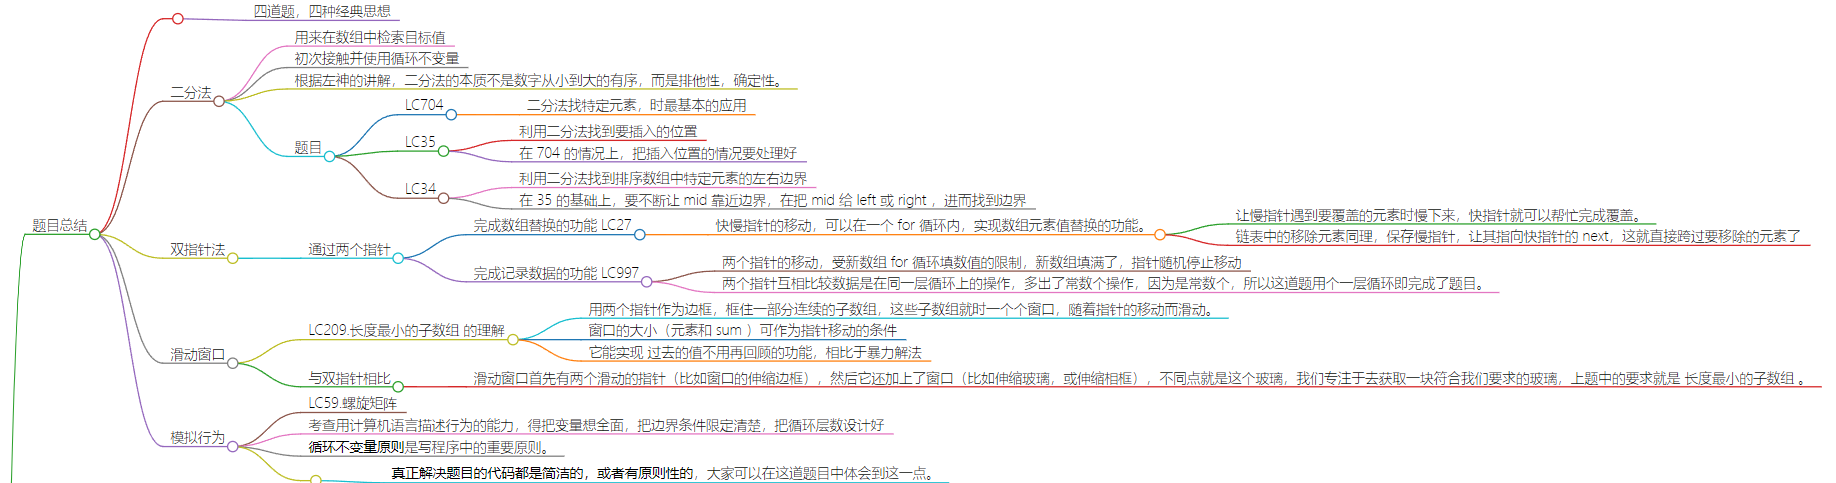 四道题，四种经典思想
用来在数组中检索目标值
初次接触并使用循环不变量
根据左神的讲解，二分法的本质不是数字从小到大的有序，而是排他性，确定性。
二分法
LC704
二分法找特定元素，时最基本的应用
利用二分法找到要插入的位置
LC35
题目
在 704 的情况上，把插入位置的情况要处理好
利用二分法找到排序数组中特定元素的左右边界
LC34
在 35 的基础上，要不断让 mid 靠近边界，在把 mid 给 left 或 right ，进而找到边界
题目总结
让慢指针遇到要覆盖的元素时慢下来，快指针就可以帮忙完成覆盖。
完成数组替换的功能 LC27
快慢指针的移动，可以在一个 for 循环内，实现数组元素值替换的功能。
链表中的移除元素同理，保存慢指针，让其指向快指针的 next，这就直接跨过要移除的元素了
双指针法
通过两个指针
两个指针的移动，受新数组 for 循环填数值的限制，新数组填满了，指针随机停止移动
完成记录数据的功能 LC997
两个指针互相比较数据是在同一层循环上的操作，多出了常数个操作，因为是常数个，所以这道题用个一层循环即完成了题目。
用两个指针作为边框，框住一部分连续的子数组，这些子数组就时一个个窗口，随着指针的移动而滑动。
LC209.长度最小的子数组 的理解
窗口的大小（元素和 sum ）可作为指针移动的条件
它能实现 过去的值不用再回顾的功能，相比于暴力解法
滑动窗口
与双指针相比
滑动窗口首先有两个滑动的指针（比如窗口的伸缩边框），然后它还加上了窗口（比如伸缩玻璃，或伸缩相框），不同点就是这个玻璃，我们专注于去获取一块符合我们要求的玻璃，上题中的要求就是 长度最小的子数组 。
LC59.螺旋矩阵
考查用计算机语言描述行为的能力，得把变量想全面，把边界条件限定清楚，把循环层数设计好
模拟行为
循环不变量原则是写程序中的重要原则。
真正解决题目的代码都是简洁的，或者有原则性的，大家可以在这道题目中体会到这一点。